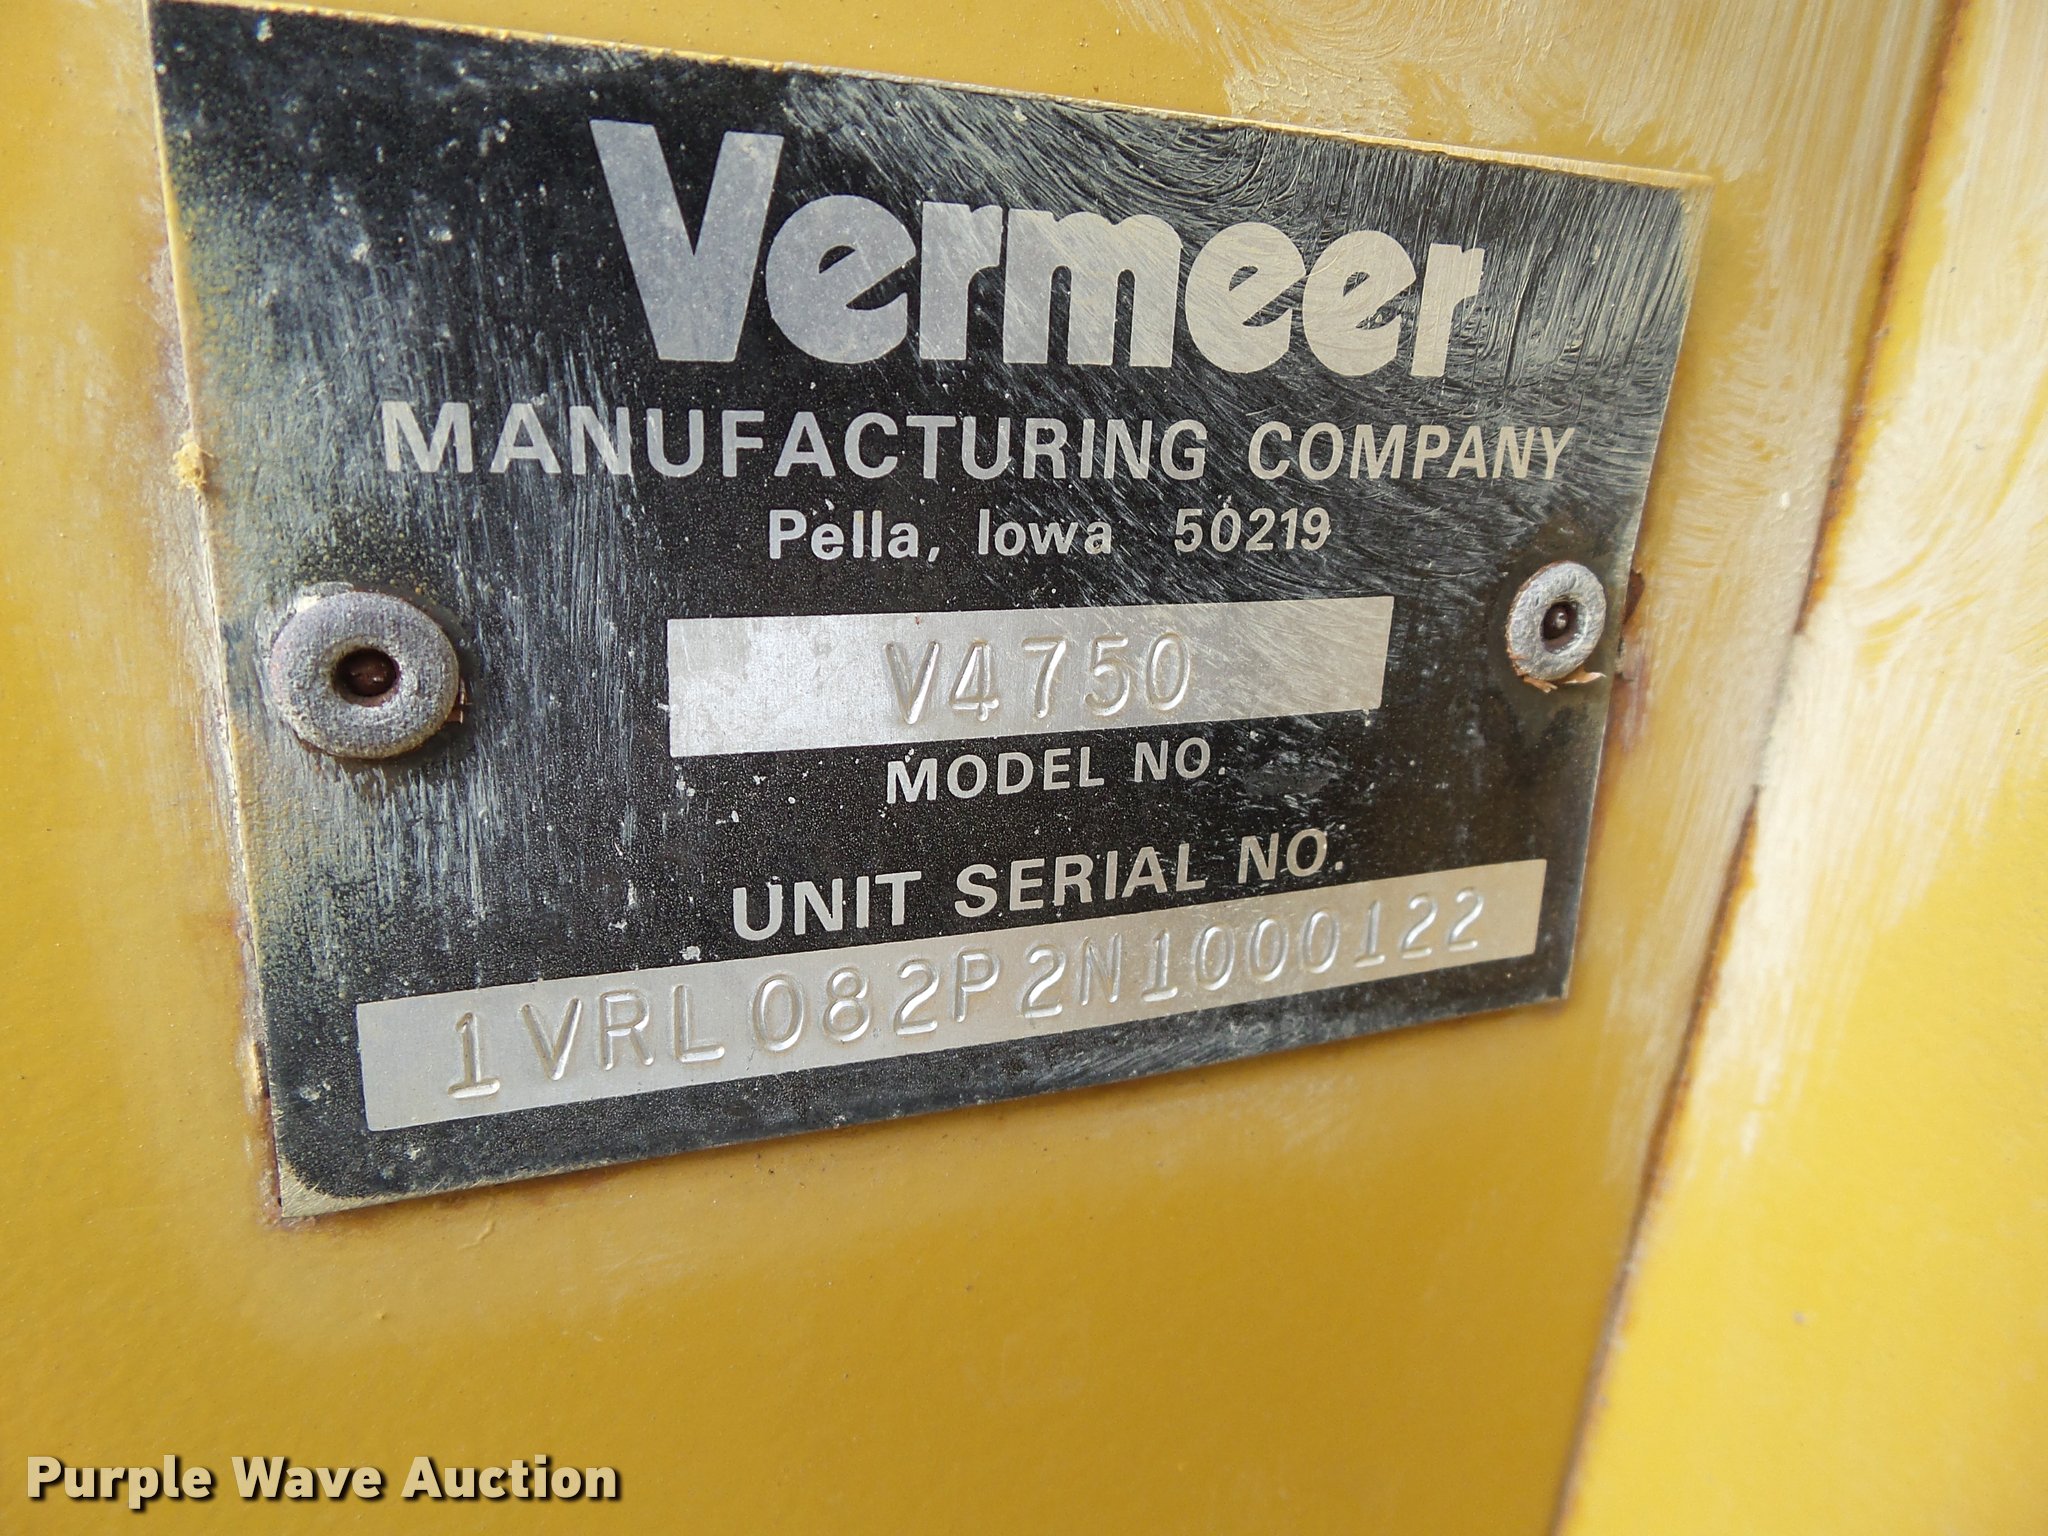 Vermeer
MANUFACTURING COMPANY
Pella, Iowa 50219
V4750
MODEL NO.
UNIT SERIAL NO.
1VRL082P2N1000122
Purple Wave Auction